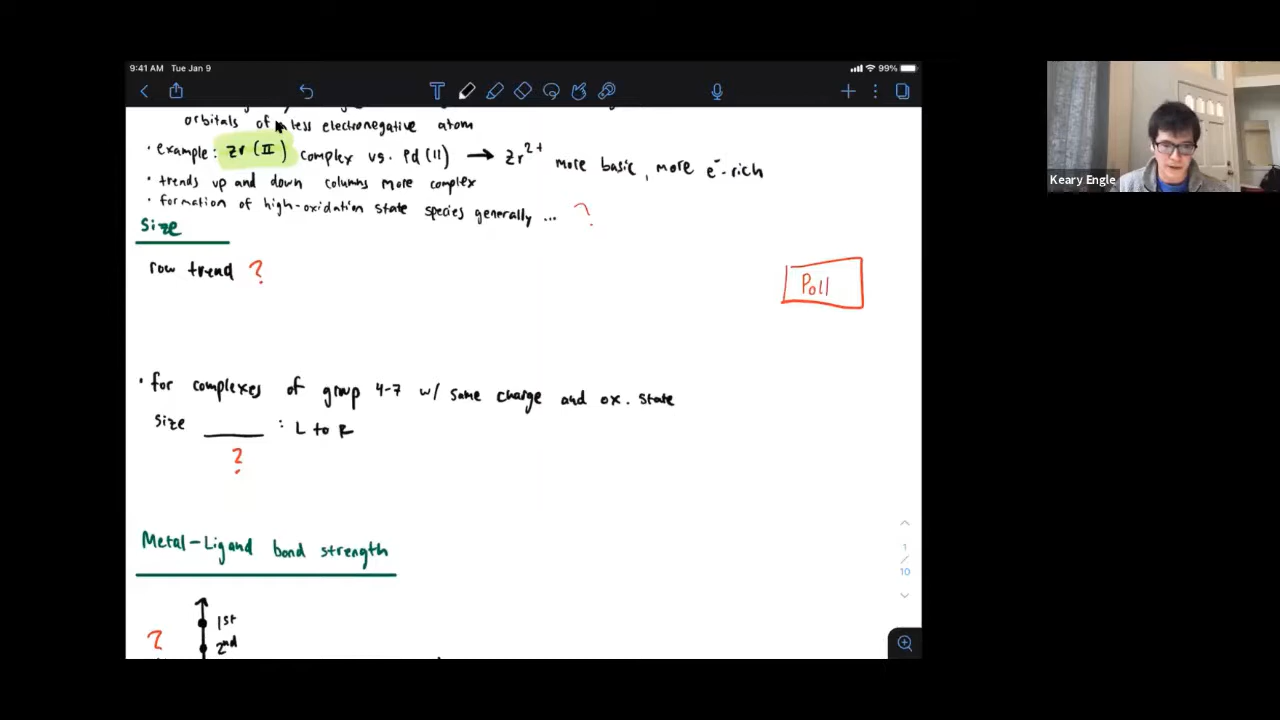 9:41 AM Tue Jan 9
99%
orbitals of less electronegative atom
· example: Zr (II) complex vs. Pd (II) → Zr²⁺ more basic, more e⁻-rich
· trends up and down columns more complex
· formation of high-oxidation state species generally ... ?
Size
row trend ?
Poll
· for complexes of group 4-7 w/ same charge and ox. state
size ______ : L to R
?
Metal-Ligand bond strength
1st
? 2nd
1
/
10
Keary Engle